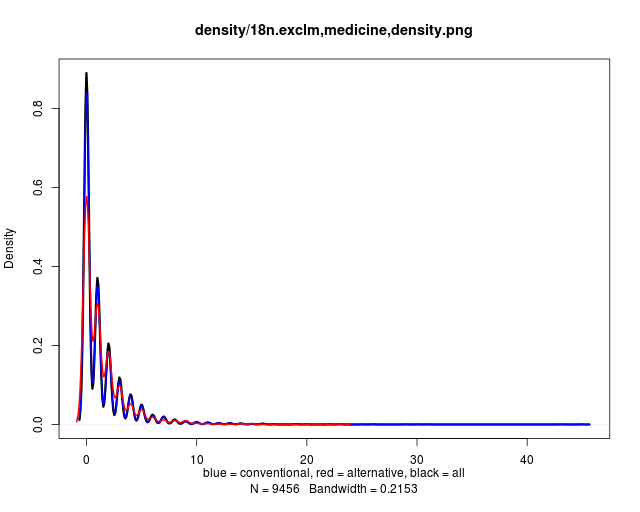 density/18n.exclm,medicine,density.png
Density
0.0
0.2
0.4
0.6
0.8
0 10 20 30 40
blue = conventional, red = alternative, black = all
N = 9456 Bandwidth = 0.2153